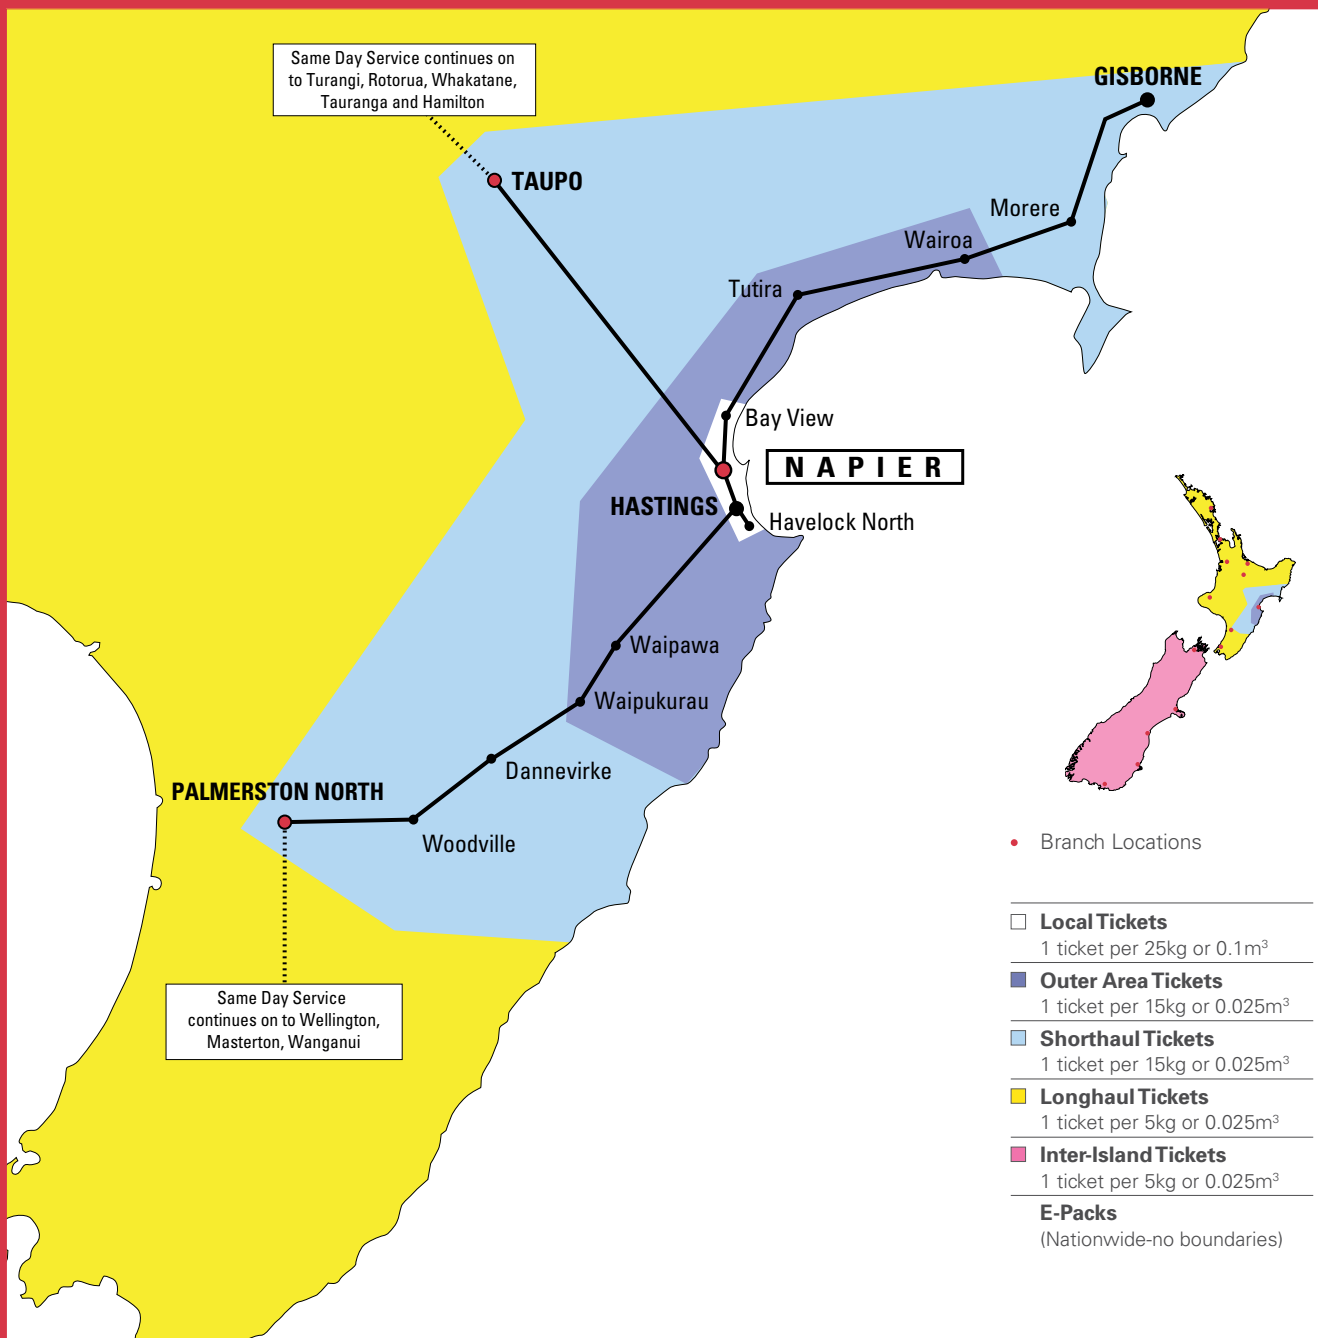 Same Day Service continues on
to Turangi, Rotorua, Whakatane,
Tauranga and Hamilton
GISBORNE
TAUPO
Morere
Wairoa
Tutira
Bay View
NAPIER
HASTINGS
Havelock North
Waipawa
Waipukurau
Dannevirke
PALMERSTON NORTH
Woodville
Same Day Service
continues on to Wellington,
Masterton, Wanganui
Branch Locations
Local Tickets
1 ticket per 25kg or 0.1m³
Outer Area Tickets
1 ticket per 15kg or 0.025m³
Shorthaul Tickets
1 ticket per 15kg or 0.025m³
Longhaul Tickets
1 ticket per 5kg or 0.025m³
Inter-Island Tickets
1 ticket per 5kg or 0.025m³
E-Packs
(Nationwide-no boundaries)